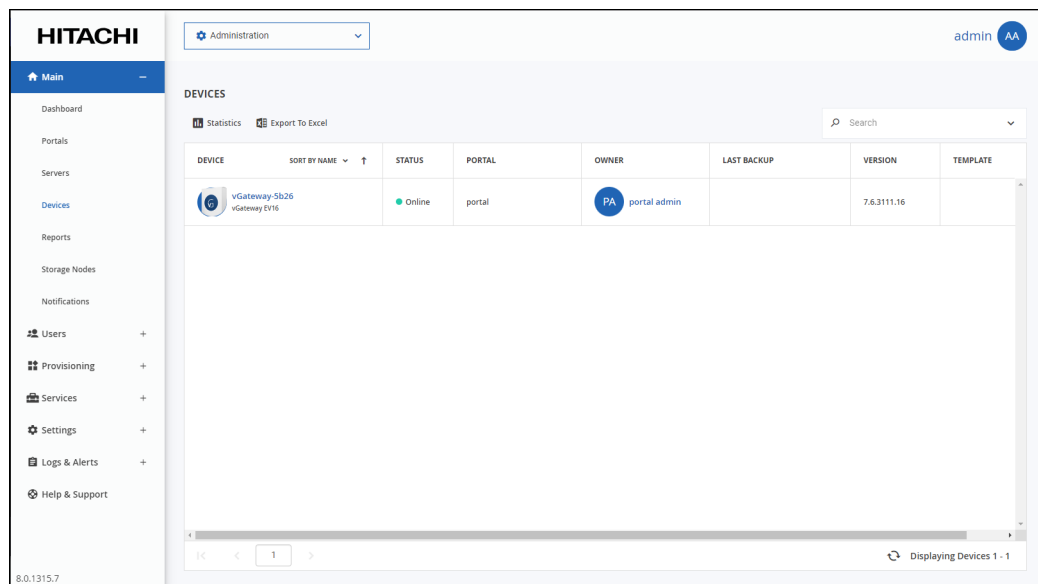 HITACHI
Administration
admin AA
Main
Dashboard
Portals
Servers
Devices
Reports
Storage Nodes
Notifications
Users
Provisioning
Services
Settings
Logs & Alerts
Help & Support
8.0.1315.7
DEVICES
Statistics Export To Excel
Search
DEVICE SORT BY NAME STATUS PORTAL OWNER LAST BACKUP VERSION TEMPLATE
vGateway-5b26
vGateway EV16
Online portal PA portal admin 7.6.3111.16
1
Displaying Devices 1 - 1